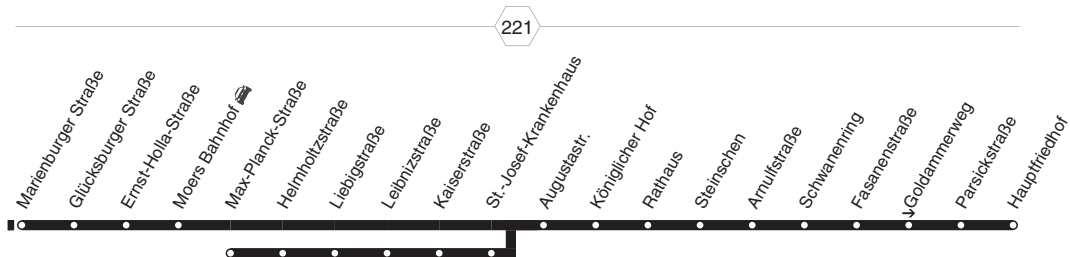 221
Marienburger Straße
Glücksburger Straße
Ernst-Holla-Straße
Moers Bahnhof
Max-Planck-Straße
Helmholtzstraße
Liebigstraße
Leibnizstraße
Kaiserstraße
St.-Josef-Krankenhaus
Augustastr.
Königlicher Hof
Rathaus
Steinschen
Arnulfstraße
Schwanenring
Fasanenstraße
Goldammerweg
Parsickstraße
Hauptfriedhof